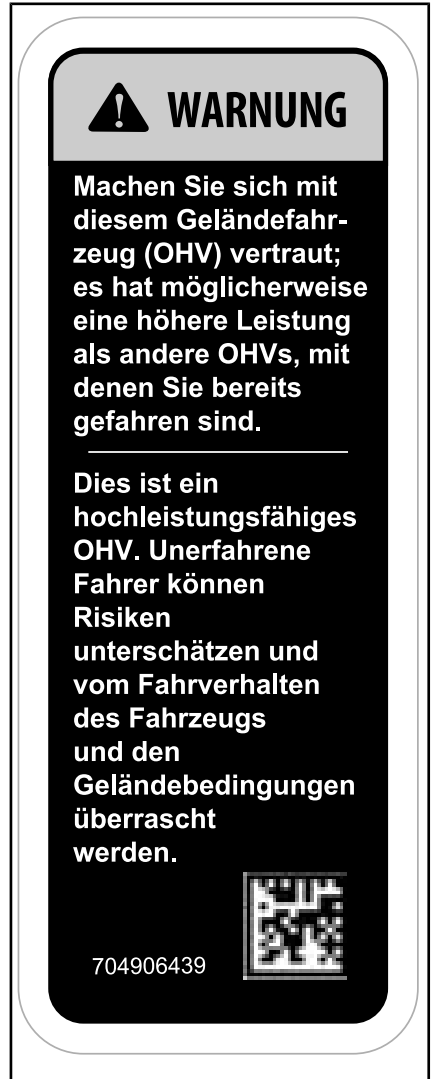 WARNUNG
Machen Sie sich mit
diesem Geländefahr-
zeug (OHV) vertraut;
es hat möglicherweise
eine höhere Leistung
als andere OHVs, mit
denen Sie bereits
gefahren sind.
Dies ist ein
hochleistungsfähiges
OHV. Unerfahrene
Fahrer können
Risiken
unterschätzen und
vom Fahrverhalten
des Fahrzeugs
und den
Geländebedingungen
überrascht
werden.
704906439